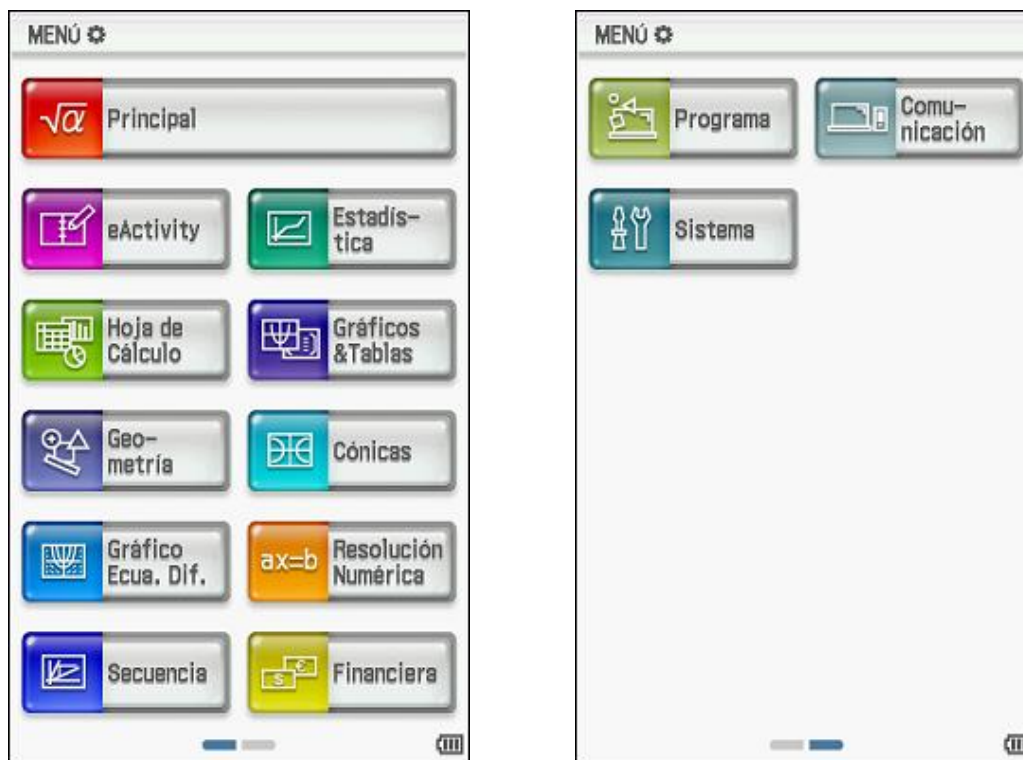 MENÚ
√α Principal
eActivity
Estadís-
tica
Hoja de
Cálculo
Gráficos
&Tablas
Geo-
metría
Cónicas
Gráfico
Ecua. Dif.
ax=b
Resolución
Numérica
Secuencia
$ €
Financiera
MENÚ
Programa
Comu-
nicación
Sistema